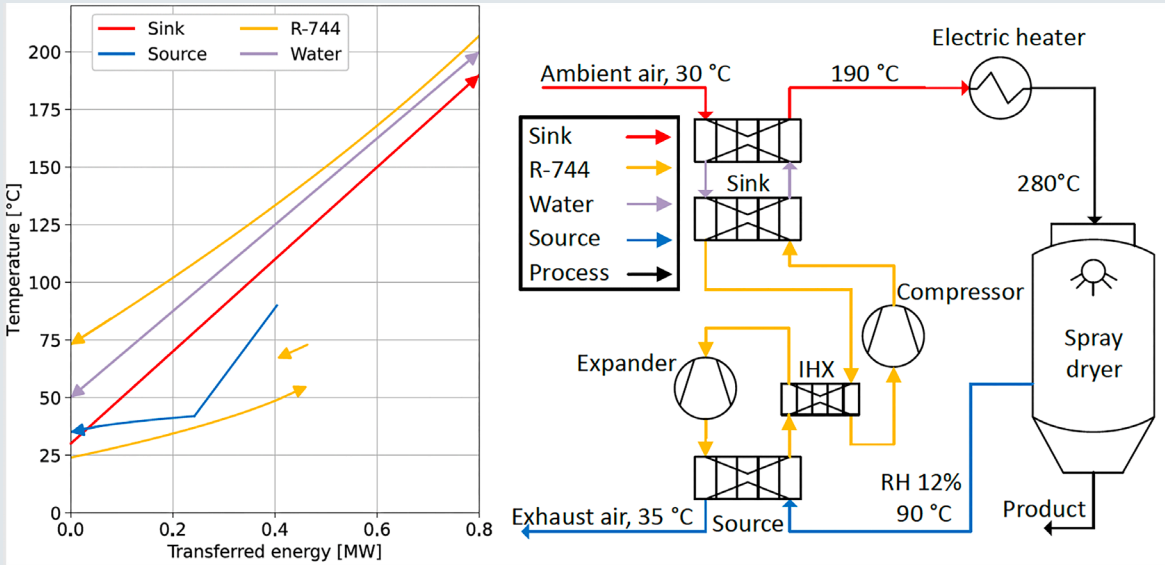 Sink
R-744
Source
Water
200
175
150
125
100
75
50
25
0
Temperature [°C]
0.0
0.2
0.4
0.6
0.8
Transferred energy [MW]
Electric heater
Ambient air, 30 °C
190 °C
Sink
R-744
Water
Source
Process
Sink
280°C
Compressor
Expander
IHX
Spray
dryer
RH 12%
90 °C
Source
Exhaust air, 35 °C
Product